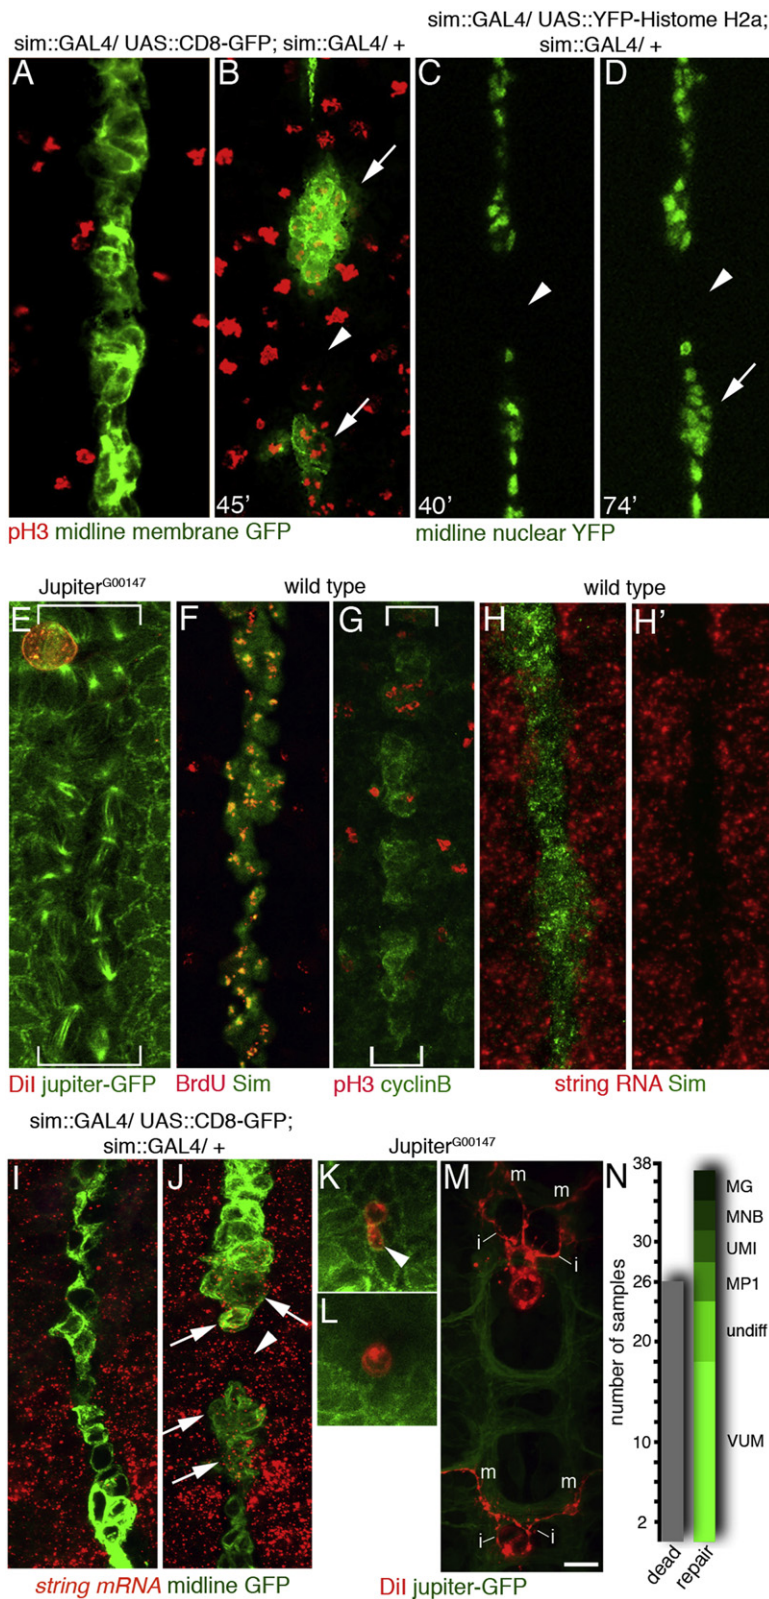 sim::GAL4/ UAS::CD8-GFP; sim::GAL4/ +
sim::GAL4/ UAS::YFP-Histome H2a;
sim::GAL4/ +
A
B
C
D
45'
40'
74'
pH3 midline membrane GFP
midline nuclear YFP
Jupiter^G00147
wild type
wild type
E
F
G
H
H'
DiI jupiter-GFP
BrdU Sim
pH3 cyclinB
string RNA Sim
sim::GAL4/ UAS::CD8-GFP;
sim::GAL4/ +
Jupiter^G00147
I
J
K
L
M
N
m
m
i
i
m
m
i
i
38
MG
MNB
UMI
MP1
undiff
VUM
number of samples
26
20
10
2
dead
repair
string mRNA midline GFP
DiI jupiter-GFP